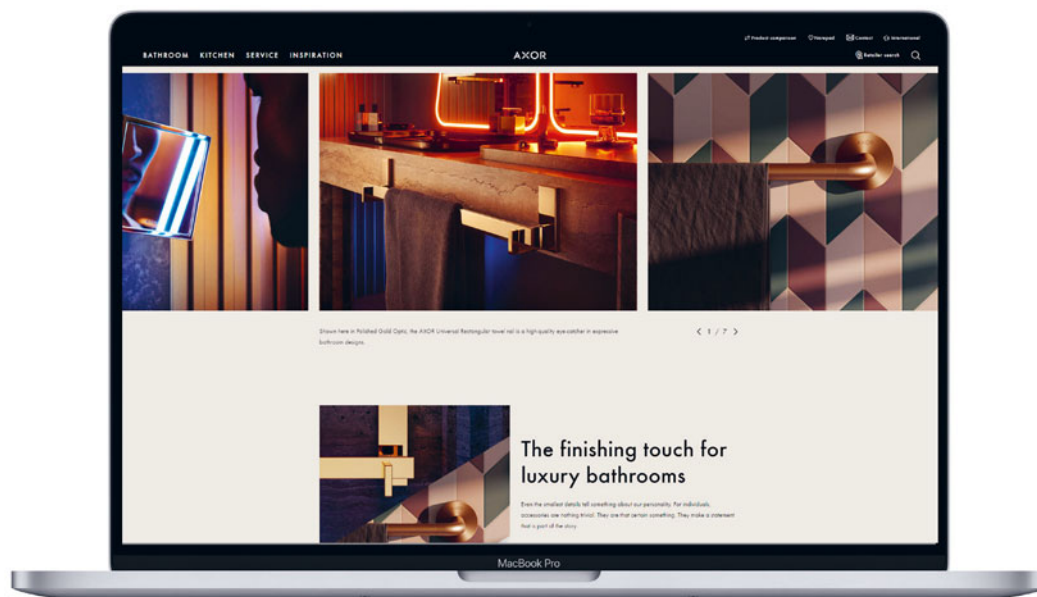 Product comparison Notepad Contact International
BATHROOM KITCHEN SERVICE INSPIRATION AXOR Retailer search
Shown here in Polished Gold Optic, the AXOR Universal Rectangular towel rail is a high-quality eye-catcher in expressive
bathroom designs.
1 / 7
The finishing touch for
luxury bathrooms
Even the smallest details tell something about our personality. For individuals,
accessories are nothing trivial. They are that certain something. They make a statement
that is part of the story.
MacBook Pro